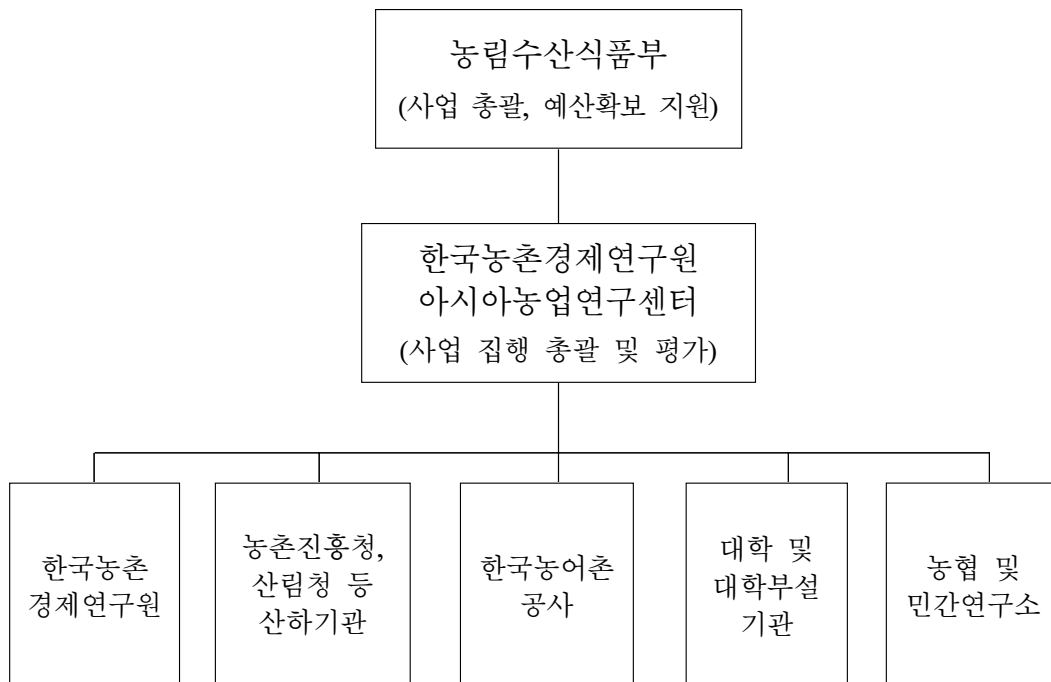 농림수산식품부
(사업 총괄, 예산확보 지원)
한국농촌경제연구원
아시아농업연구센터
(사업 집행 총괄 및 평가)
한국농촌
경제연구원
농촌진흥청,
산림청 등
산하기관
한국농어촌
공사
대학 및
대학부설
기관
농협 및
민간연구소